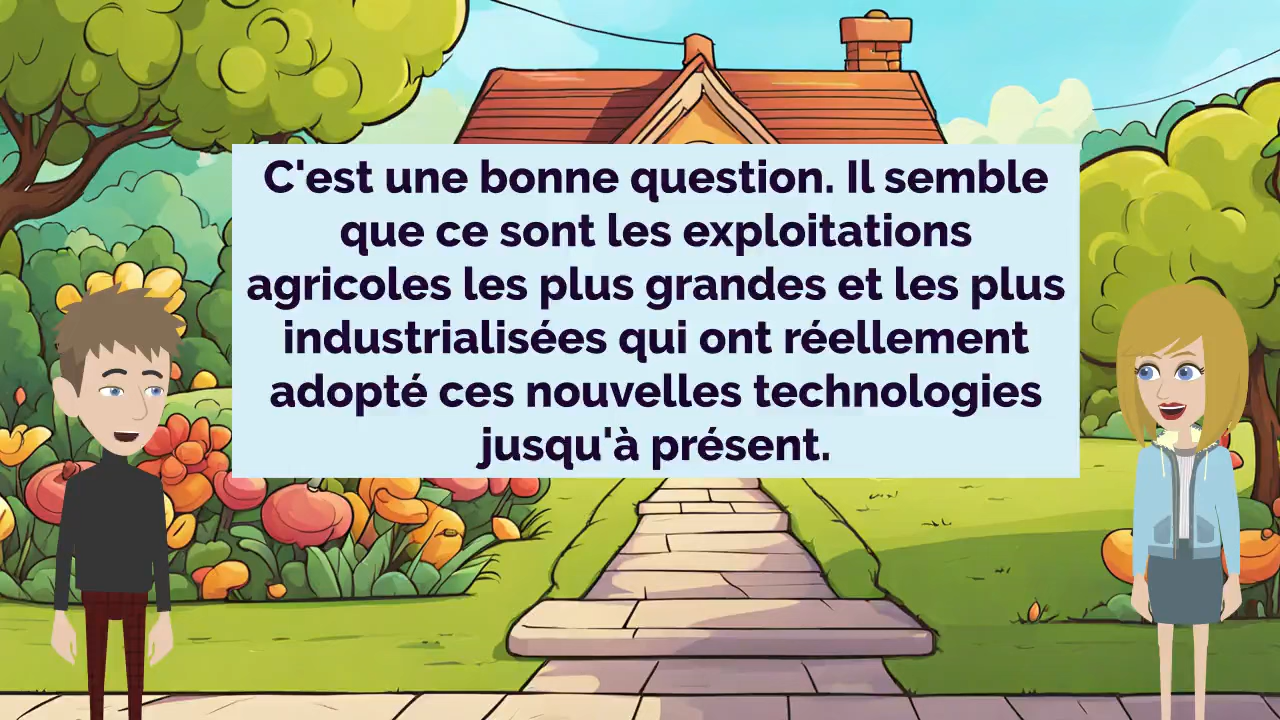 C'est une bonne question. Il semble
que ce sont les exploitations
agricoles les plus grandes et les plus
industrialisées qui ont réellement
adopté ces nouvelles technologies
jusqu'à présent.